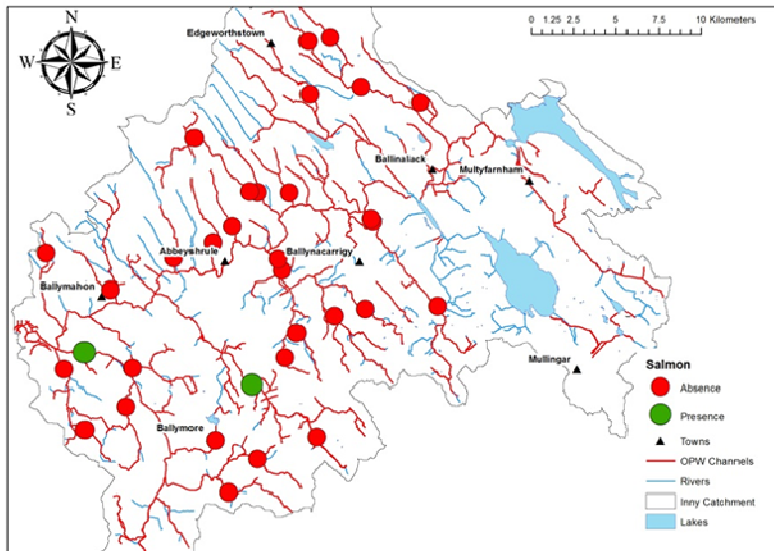 N
W E
S
Edgeworthstown
0 1.25 2.5 5 7.5 10 Kilometers
Ballinalack
Multyfarnham
Abbeyshrule
Ballynacarrigy
Ballymahon
Mullingar
Ballymore
Salmon
Absence
Presence
Towns
OPW Channels
Rivers
Inny Catchment
Lakes